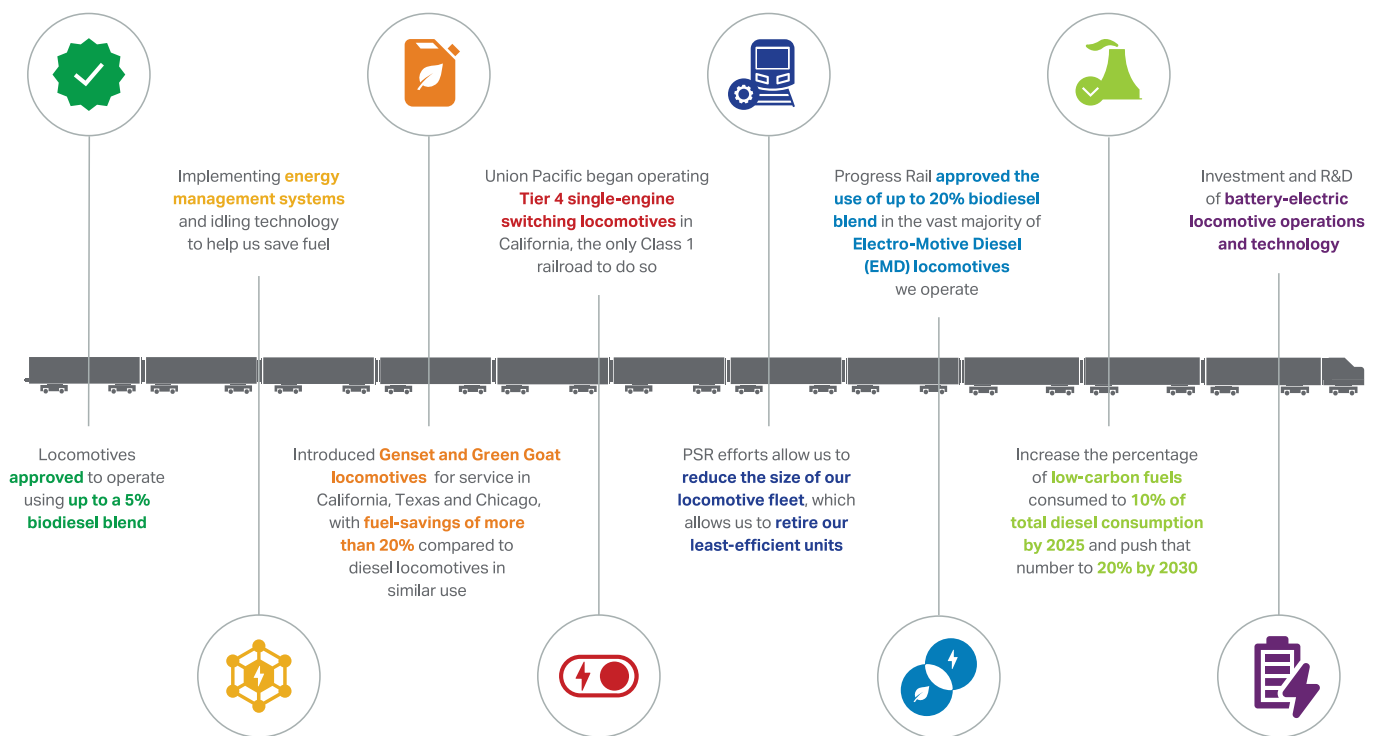 Implementing energy
management systems
and idling technology
to help us save fuel
Union Pacific began operating
Tier 4 single-engine
switching locomotives in
California, the only Class 1
railroad to do so
Progress Rail approved the
use of up to 20% biodiesel
blend in the vast majority of
Electro-Motive Diesel
(EMD) locomotives
we operate
Investment and R&D
of battery-electric
locomotive operations
and technology
Locomotives
approved to operate
using up to a 5%
biodiesel blend
Introduced Genset and Green Goat
locomotives for service in
California, Texas and Chicago,
with fuel-savings of more
than 20% compared to
diesel locomotives in
similar use
PSR efforts allow us to
reduce the size of our
locomotive fleet, which
allows us to retire our
least-efficient units
Increase the percentage
of low-carbon fuels
consumed to 10% of
total diesel consumption
by 2025 and push that
number to 20% by 2030